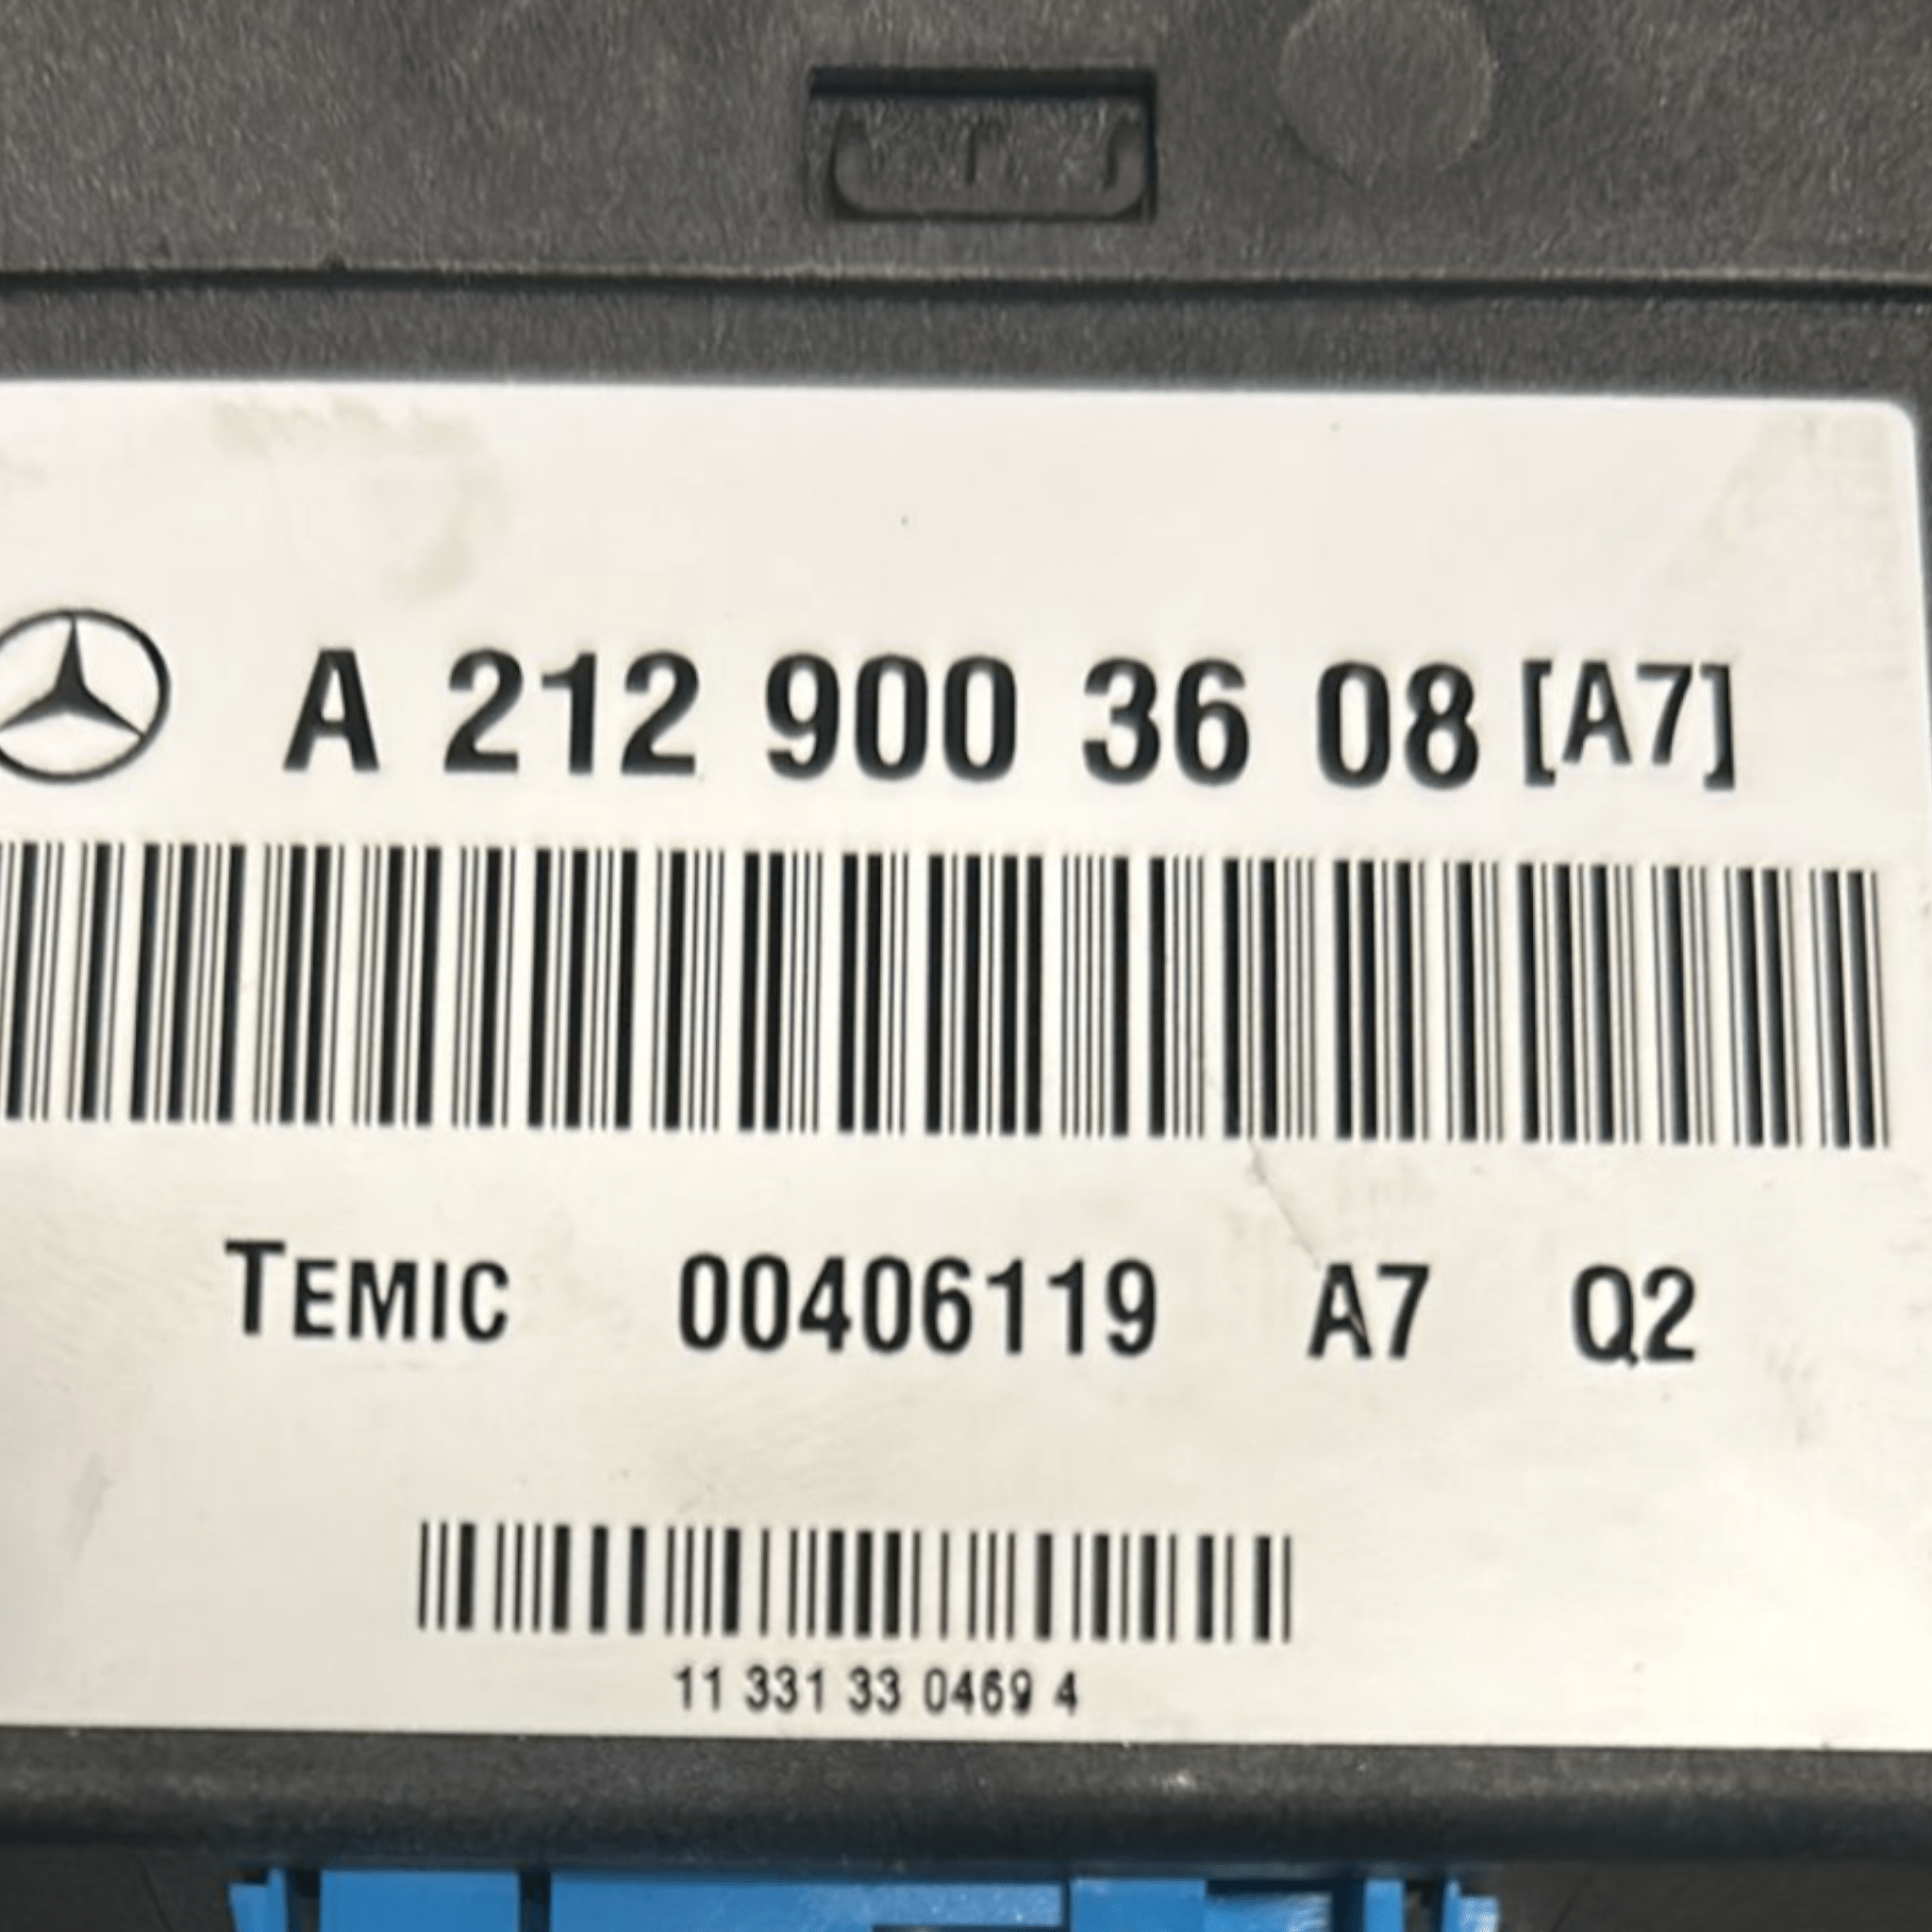 A 212 900 36 08 [A7]
TEMIC 00406119 A7 Q2
11 331 33 0469 4